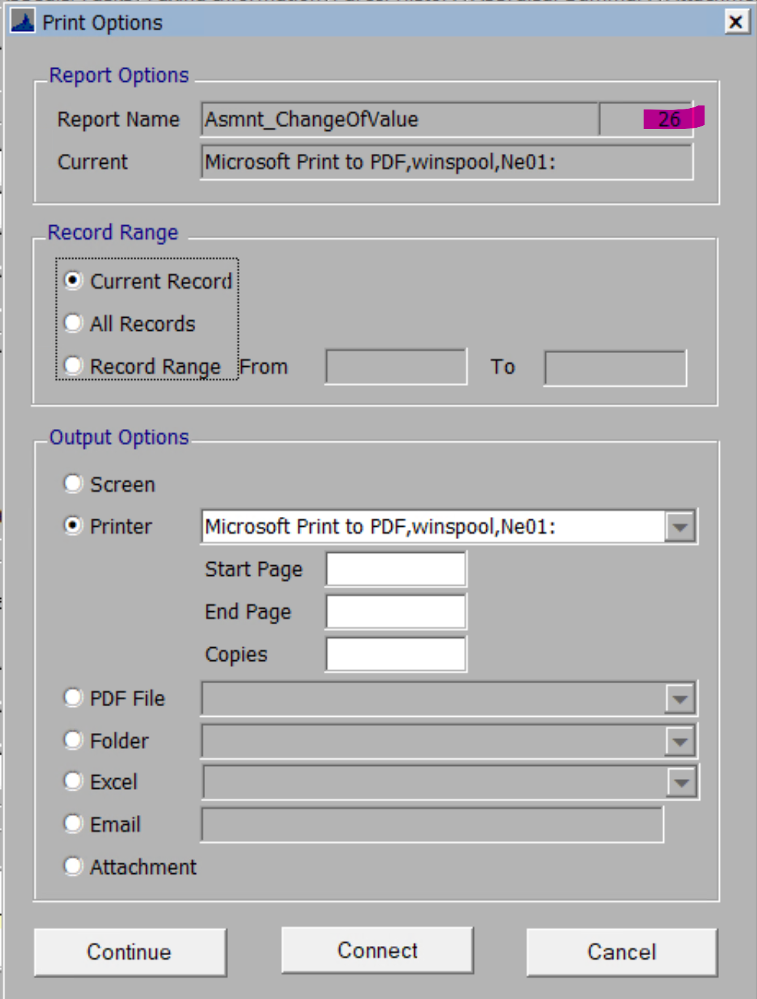 Print Options
Report Options
Report Name Asmnt_ChangeOfValue 26
Current Microsoft Print to PDF,winspool,Ne01:
Record Range
Current Record
All Records
Record Range From To
Output Options
Screen
Printer Microsoft Print to PDF,winspool,Ne01:
Start Page
End Page
Copies
PDF File
Folder
Excel
Email
Attachment
Continue Connect Cancel